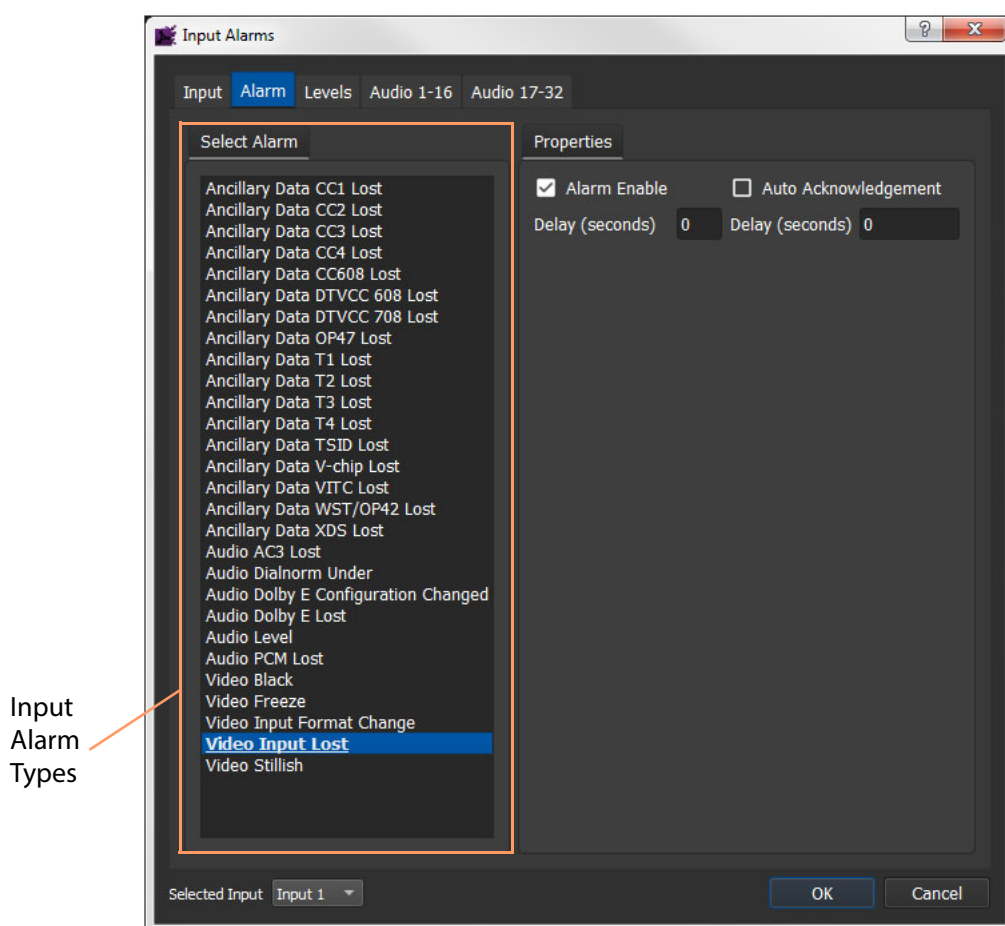 Input Alarms
?
X
Input Alarm Levels Audio 1-16 Audio 17-32
Select Alarm
Ancillary Data CC1 Lost
Ancillary Data CC2 Lost
Ancillary Data CC3 Lost
Ancillary Data CC4 Lost
Ancillary Data CC608 Lost
Ancillary Data DTVCC 608 Lost
Ancillary Data DTVCC 708 Lost
Ancillary Data OP47 Lost
Ancillary Data T1 Lost
Ancillary Data T2 Lost
Ancillary Data T3 Lost
Ancillary Data T4 Lost
Ancillary Data TSID Lost
Ancillary Data V-chip Lost
Ancillary Data VITC Lost
Ancillary Data WST/OP42 Lost
Ancillary Data XDS Lost
Audio AC3 Lost
Audio Dialnorm Under
Audio Dolby E Configuration Changed
Audio Dolby E Lost
Audio Level
Audio PCM Lost
Video Black
Video Freeze
Video Input Format Change
Video Input Lost
Video Stillish
Properties
Alarm Enable Auto Acknowledgement
Delay (seconds) 0 Delay (seconds) 0
Input
Alarm
Types
Selected Input Input 1
OK Cancel